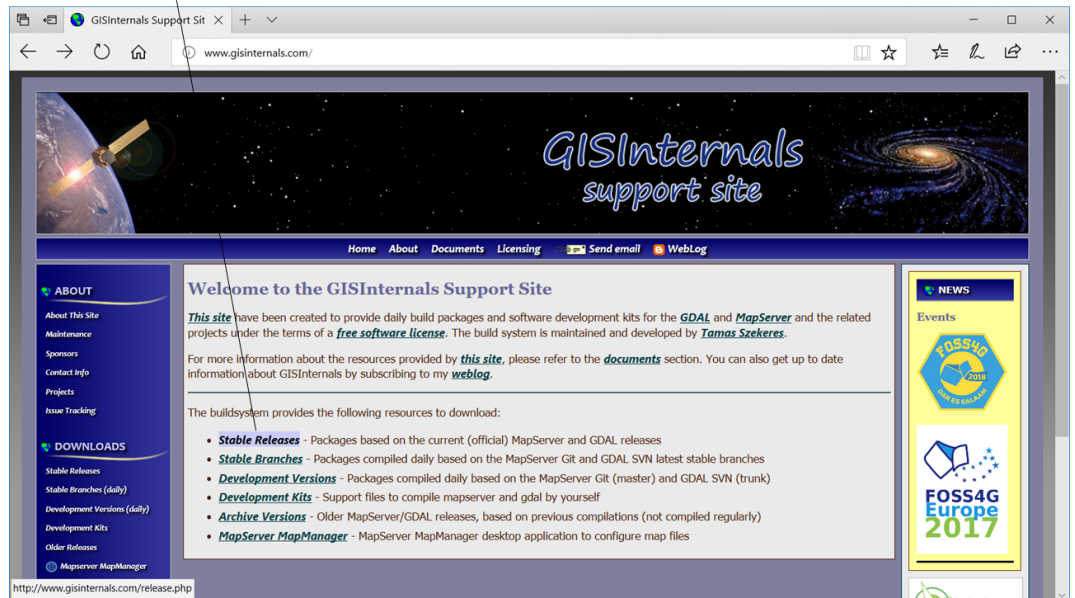 GISInternals Support Sit
www.gisinternals.com/
GISInternals
support site
Home About Documents Licensing Send email WebLog
ABOUT
About This Site
Maintenance
Sponsors
Contact Info
Projects
Issue Tracking
DOWNLOADS
Stable Releases
Stable Branches (daily)
Development Versions (daily)
Development Kits
Older Releases
Mapserver MapManager
http://www.gisinternals.com/release.php
Welcome to the GISInternals Support Site
This site have been created to provide daily build packages and software development kits for the GDAL and MapServer and the related
projects under the terms of a free software license. The build system is maintained and developed by Tamas Szekeres.
For more information about the resources provided by this site, please refer to the documents section. You can also get up to date
information about GISInternals by subscribing to my weblog.
The buildsystem provides the following resources to download:
• Stable Releases - Packages based on the current (official) MapServer and GDAL releases
• Stable Branches - Packages compiled daily based on the MapServer Git and GDAL SVN latest stable branches
• Development Versions - Packages compiled daily based on the MapServer Git (master) and GDAL SVN (trunk)
• Development Kits - Support files to compile mapserver and gdal by yourself
• Archive Versions - Older MapServer/GDAL releases, based on previous compilations (not compiled regularly)
• MapServer MapManager - MapServer MapManager desktop application to configure map files
NEWS
Events
FOSS4G
2018
DAR ES SALAAM
FOSS4G
Europe
2017